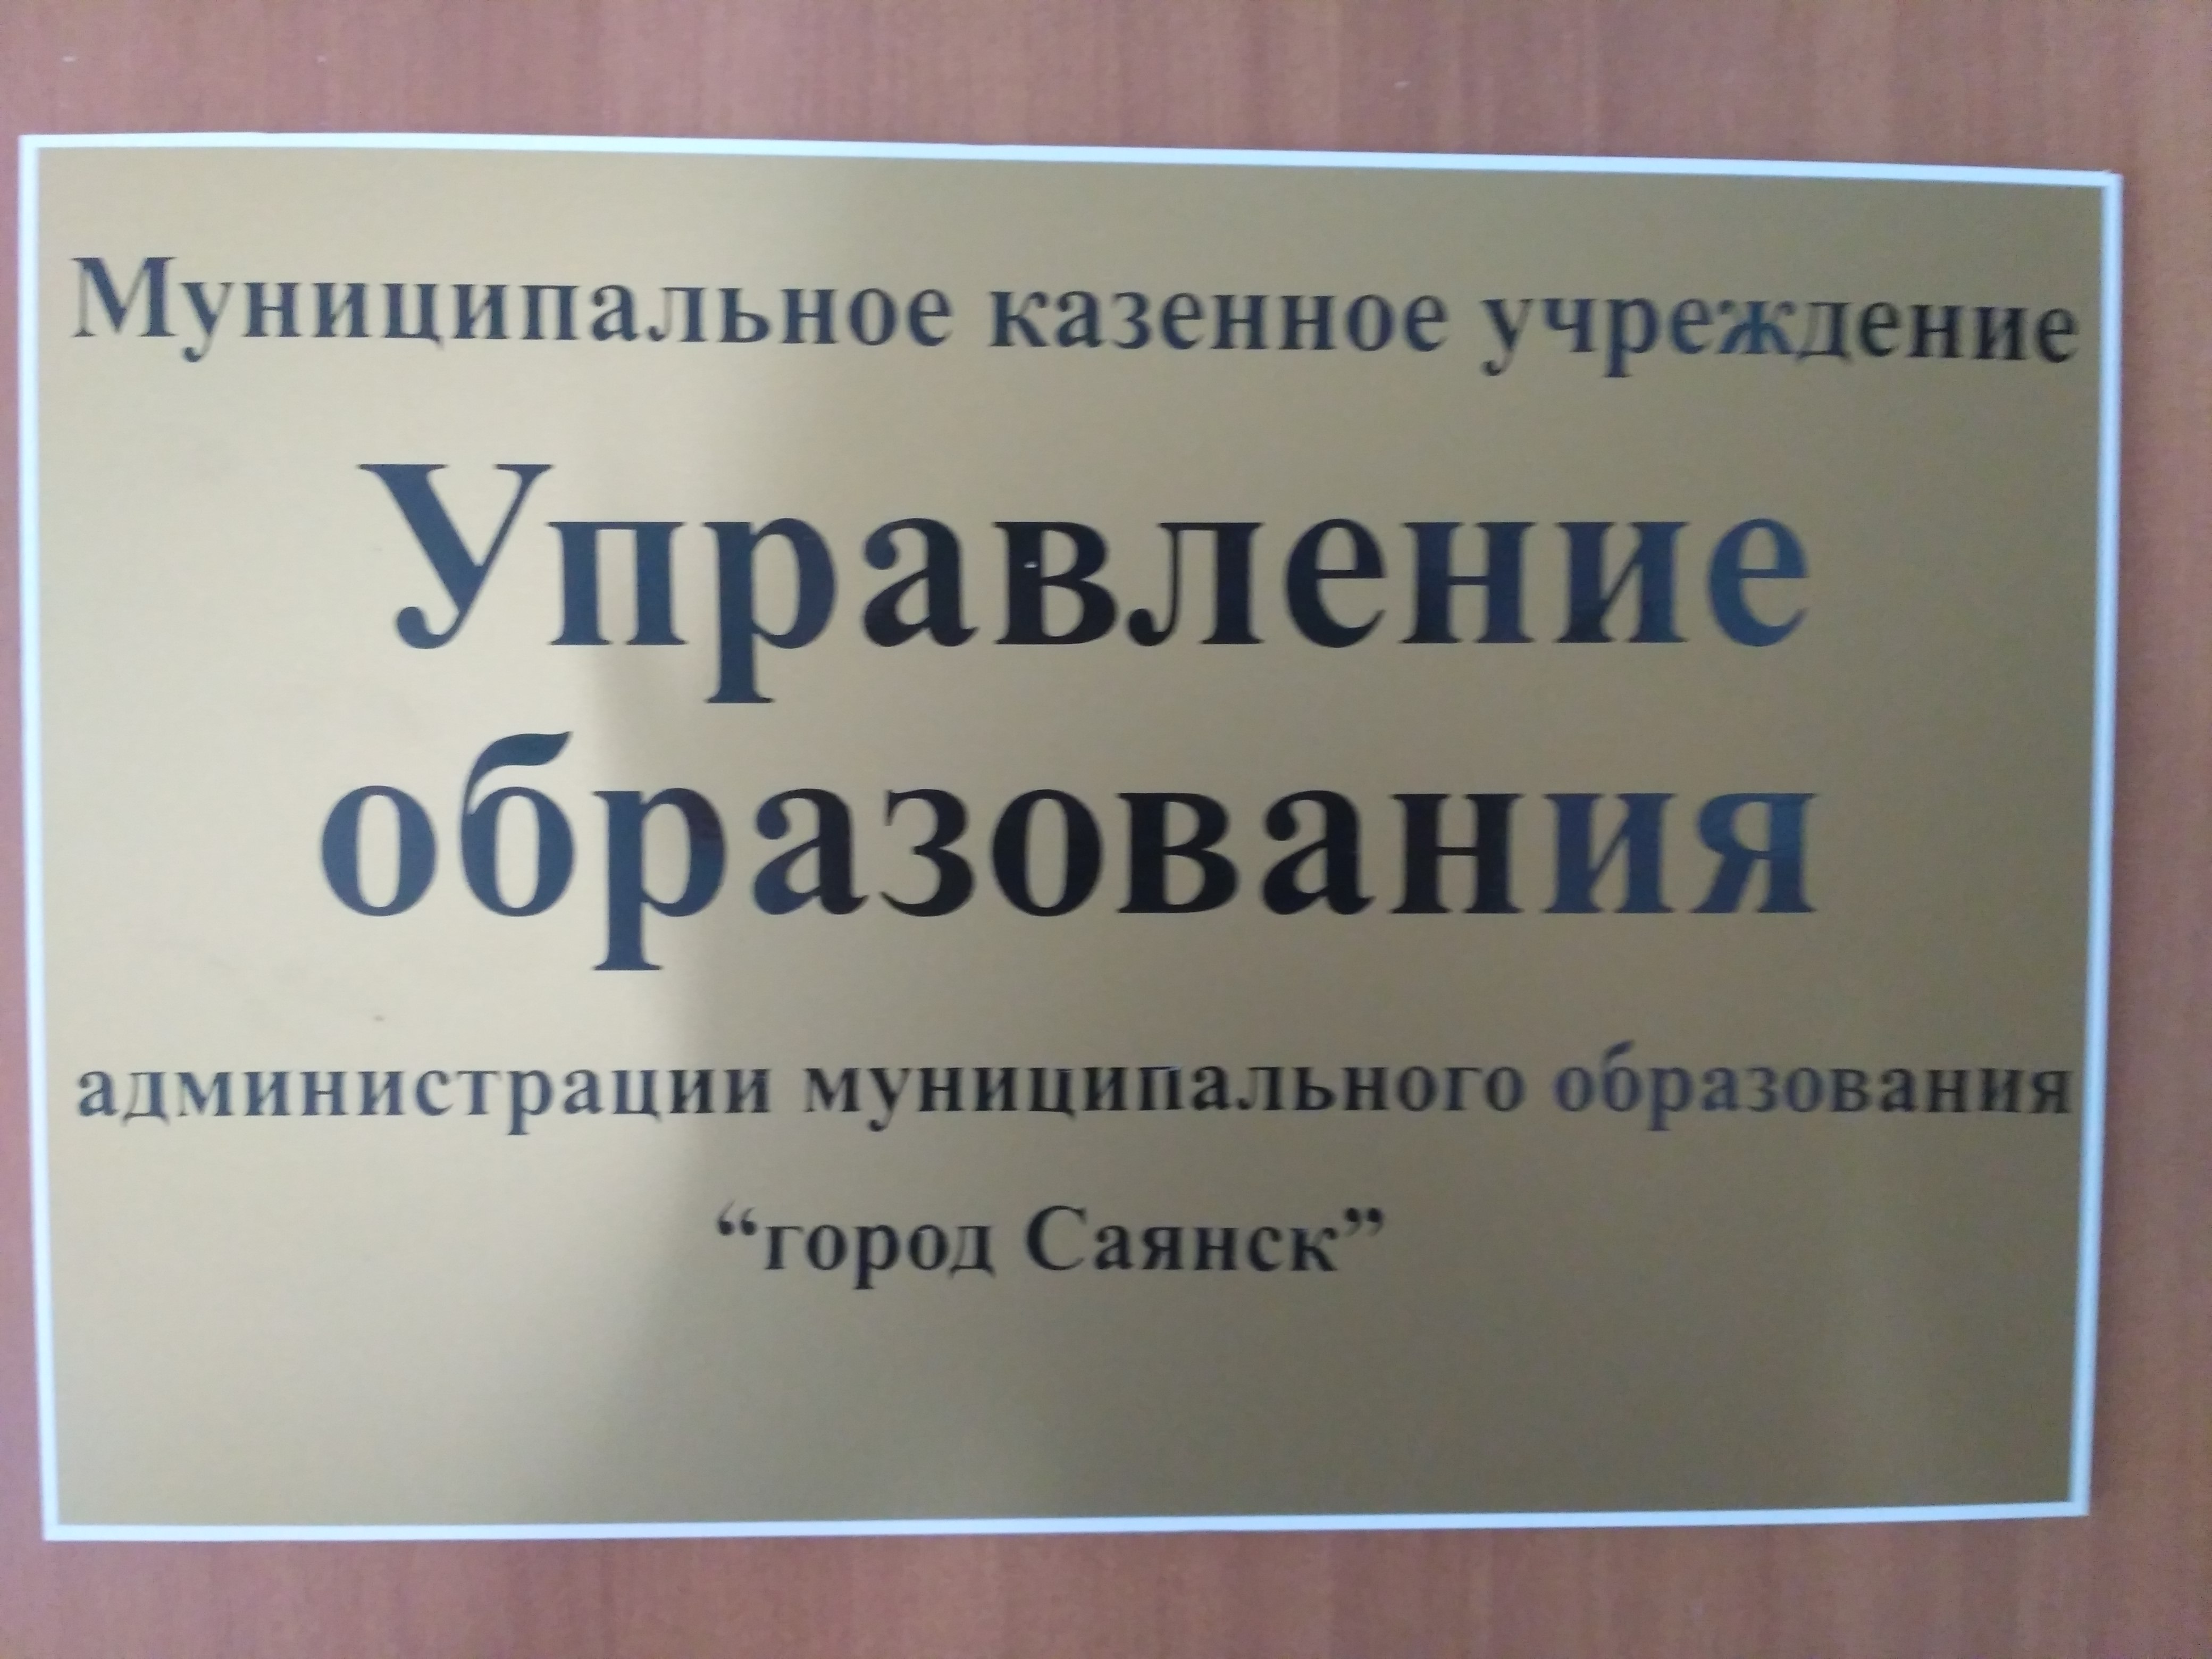 Муниципальное казенное учреждение
Управление
образования
администрации муниципального образования
“город Саянск”